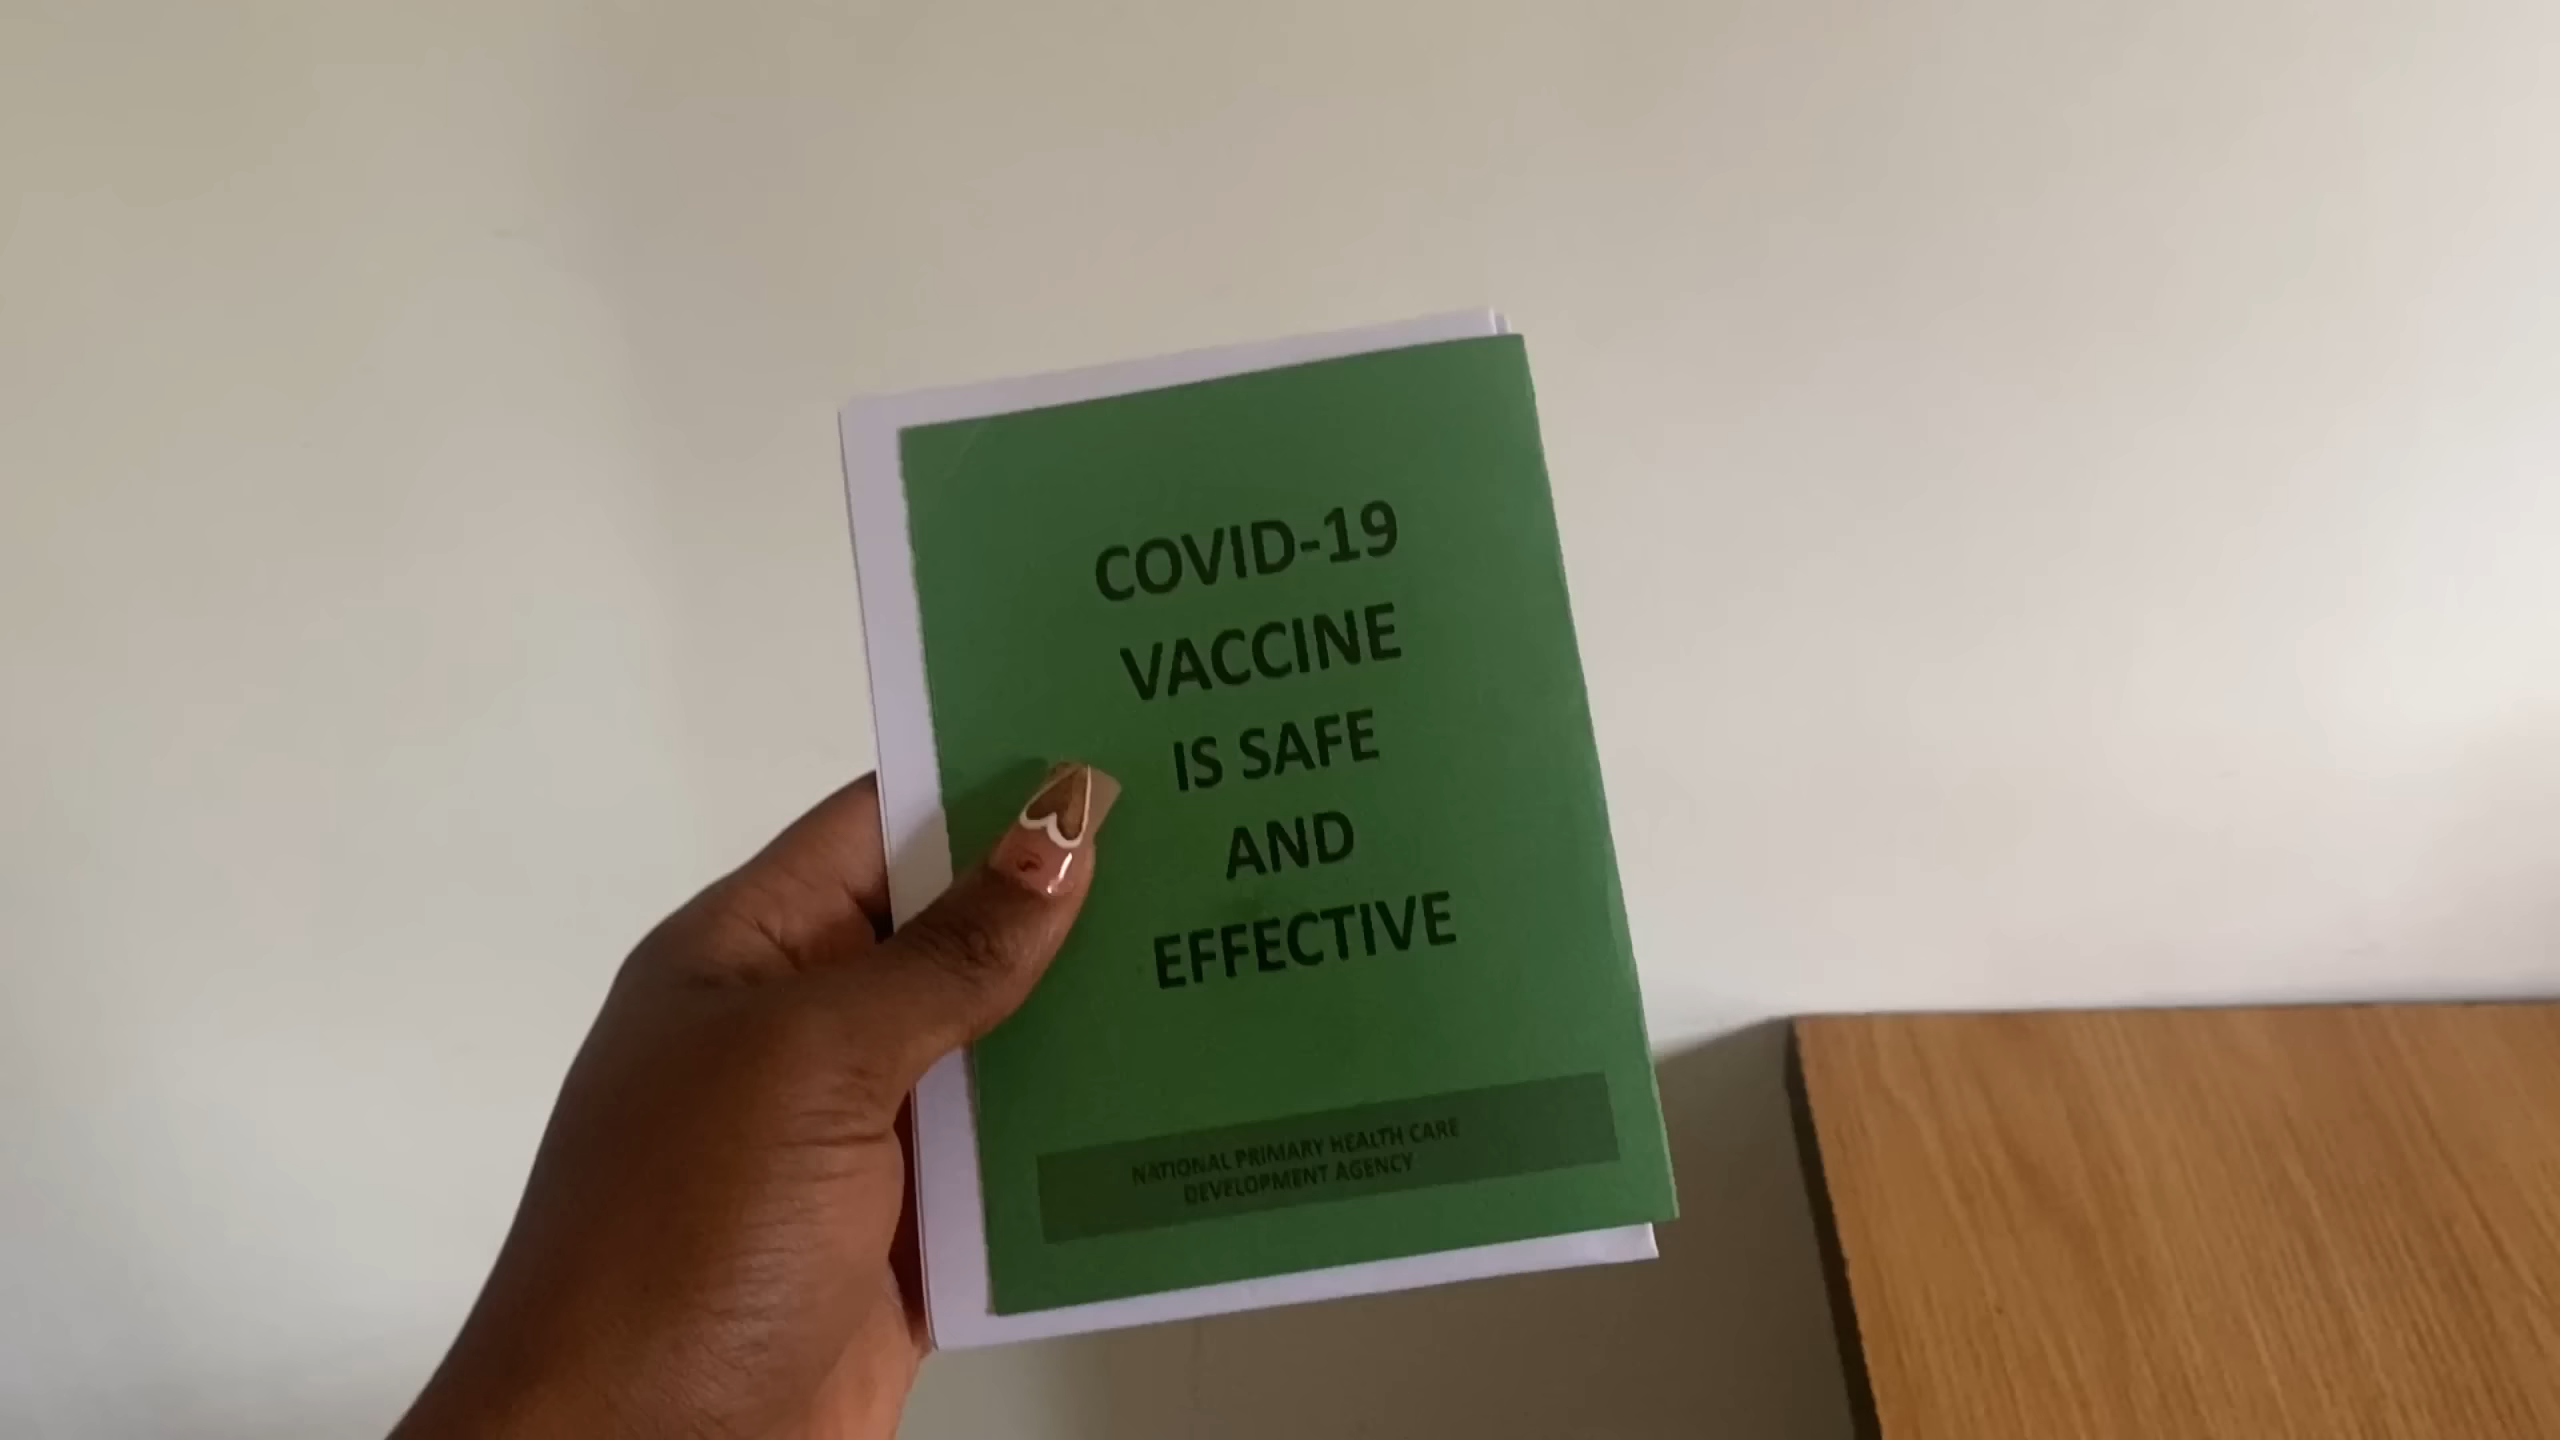 COVID-19
VACCINE
IS SAFE
AND
EFFECTIVE
NATIONAL PRIMARY HEALTH CARE
DEVELOPMENT AGENCY